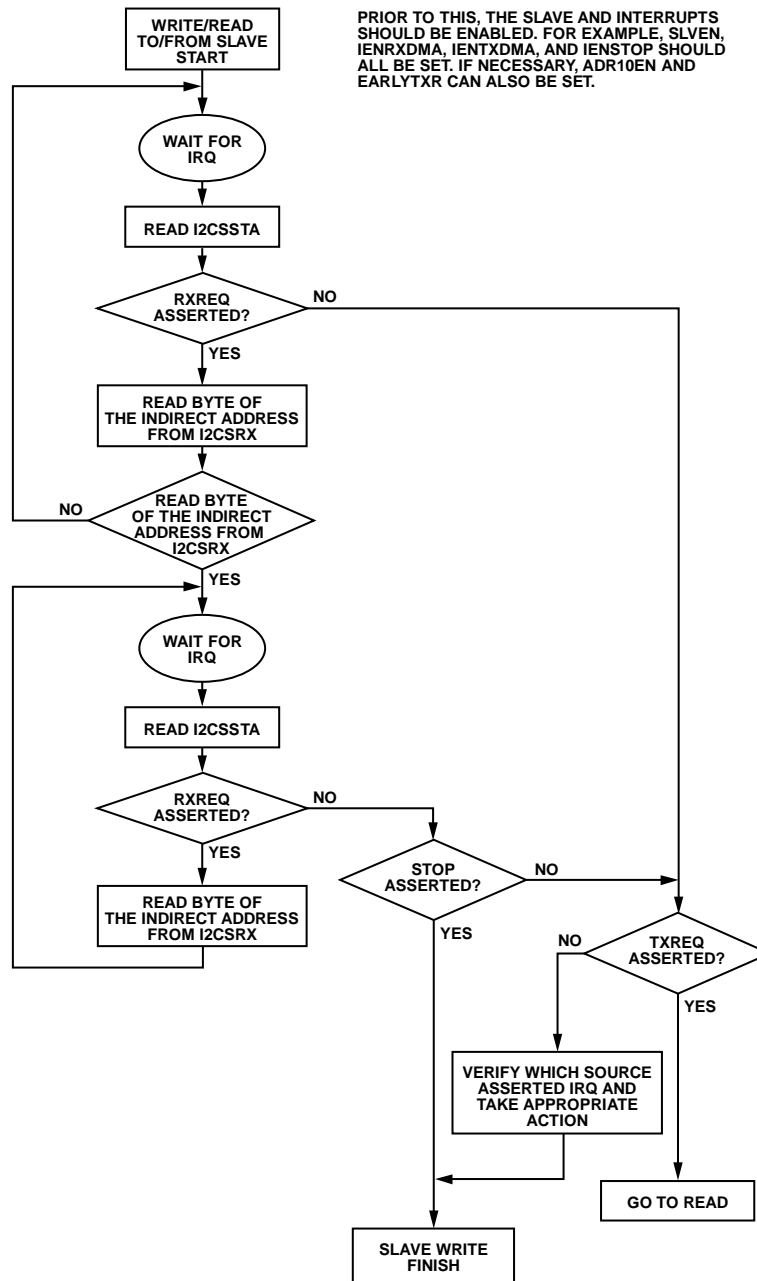 WRITE/READ
TO/FROM SLAVE
START
PRIOR TO THIS, THE SLAVE AND INTERRUPTS
SHOULD BE ENABLED. FOR EXAMPLE, SLVEN,
IENRXDMA, IENTXDMA, AND IENSTOP SHOULD
ALL BE SET. IF NECESSARY, ADR10EN AND
EARLYTXR CAN ALSO BE SET.
WAIT FOR
IRQ
READ I2CSSTA
RXREQ
ASSERTED?
NO
YES
READ BYTE OF
THE INDIRECT ADDRESS
FROM I2CSRX
READ BYTE
OF THE INDIRECT
ADDRESS FROM
I2CSRX
NO
YES
WAIT FOR
IRQ
READ I2CSSTA
RXREQ
ASSERTED?
NO
YES
READ BYTE OF
THE INDIRECT ADDRESS
FROM I2CSRX
STOP
ASSERTED?
NO
YES
TXREQ
ASSERTED?
NO
YES
VERIFY WHICH SOURCE
ASSERTED IRQ AND
TAKE APPROPRIATE
ACTION
GO TO READ
SLAVE WRITE
FINISH